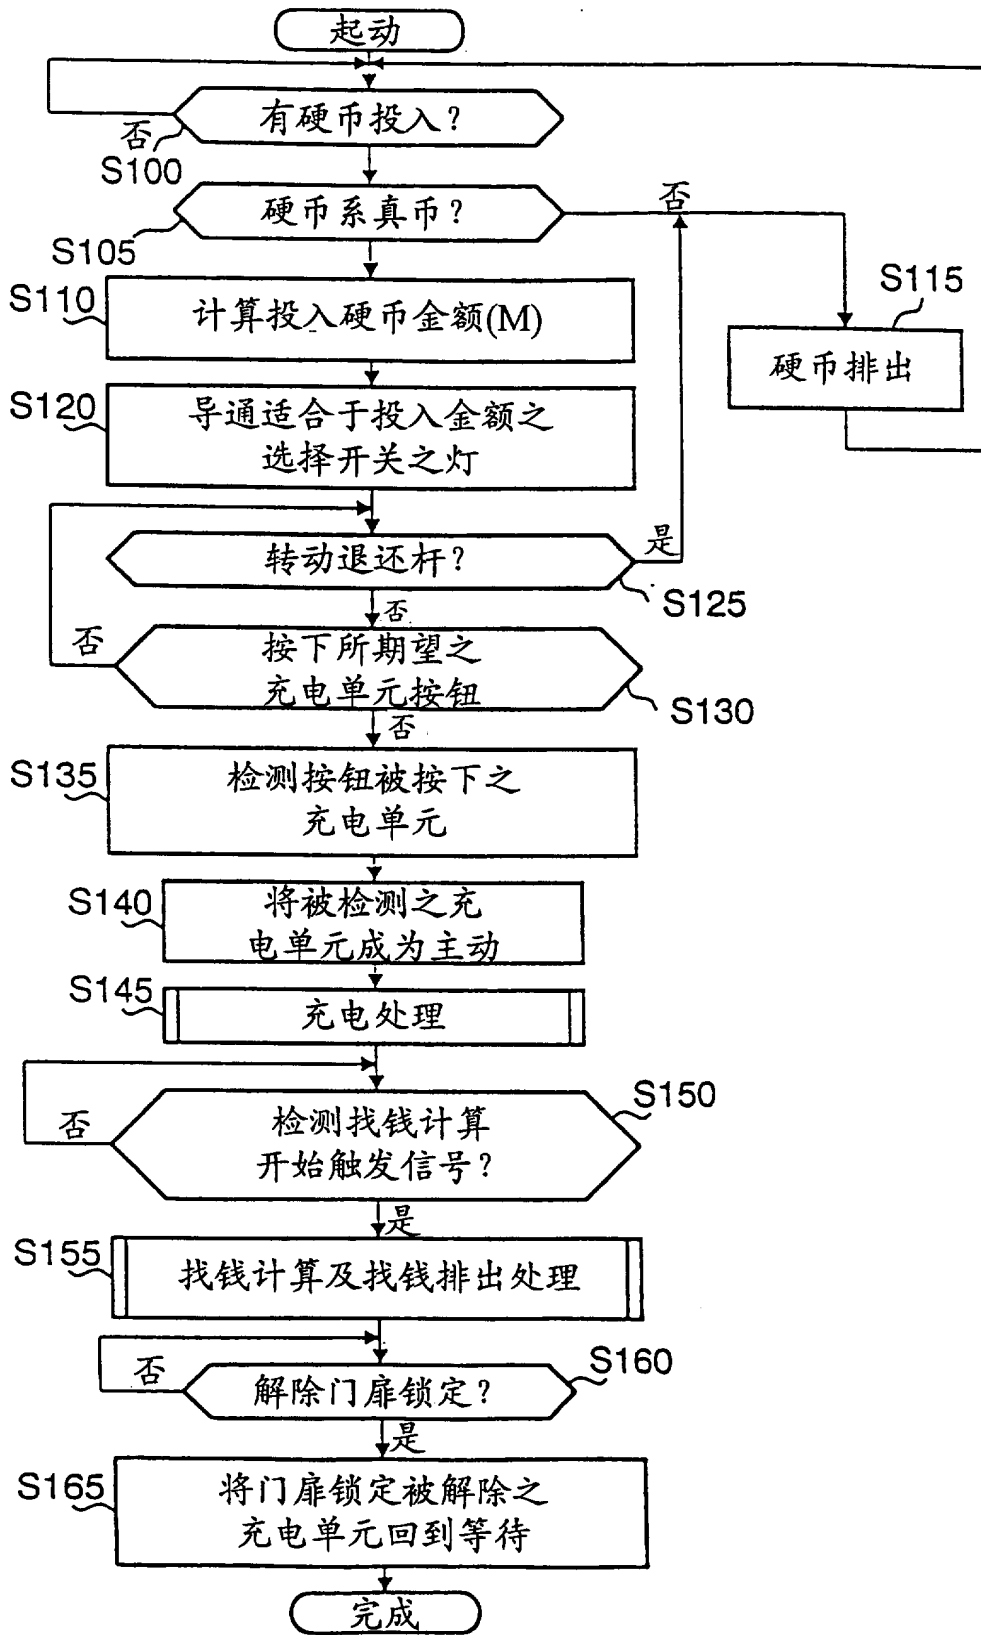 起动
有硬币投入？
否
S100
硬币系真币？
否
S105
S110
计算投入硬币金额(M)
S115
硬币排出
S120
导通适合于投入金额之
选择开关之灯
转动退还杆？
是
S125
否
否
按下所期望之
充电单元按钮
S130
否
S135
检测按钮被按下之
充电单元
S140
将被检测之充
电单元成为主动
S145
充电处理
S150
否
检测找钱计算
开始触发信号？
是
S155
找钱计算及找钱排出处理
S160
否
解除门扉锁定？
是
S165
将门扉锁定被解除之
充电单元回到等待
完成